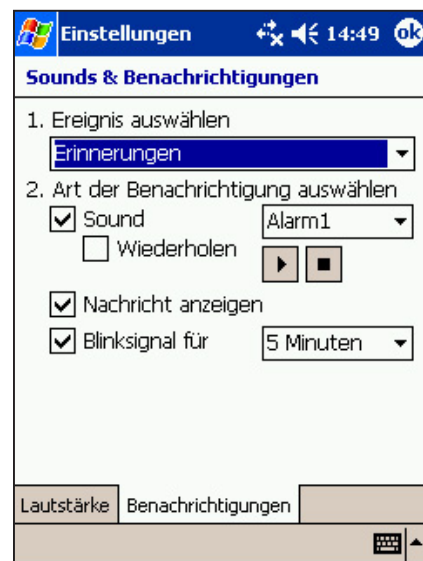 Einstellungen 14:49 ok
Sounds & Benachrichtigungen
1. Ereignis auswählen
Erinnerungen
2. Art der Benachrichtigung auswählen
Sound Alarm1
Wiederholen
Nachricht anzeigen
Blinksignal für 5 Minuten
Lautstärke Benachrichtigungen